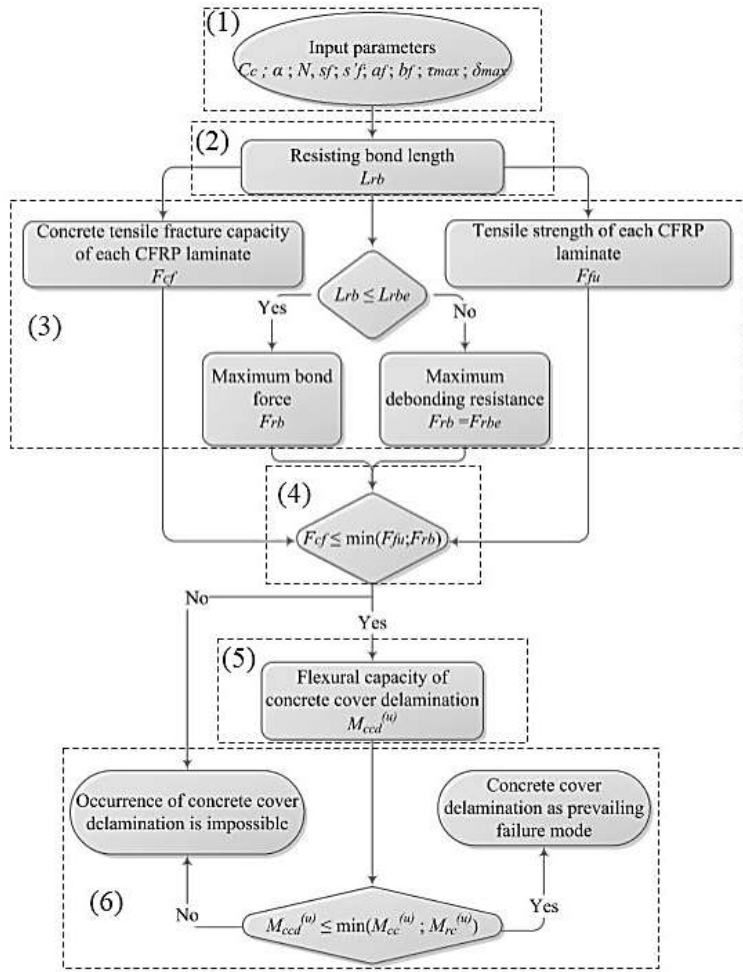 (1)
Input parameters
Cc ; α ; N, sf; s'f; af ; bf ; τmax ; δmax
(2)
Resisting bond length
Lrb
Concrete tensile fracture capacity
of each CFRP laminate
Fcf
Tensile strength of each CFRP
laminate
Ffu
Lrb ≤ Lrbe
Yes
No
(3)
Maximum bond
force
Frb
Maximum
debonding resistance
Frb =Frbe
(4)
Fcf ≤ min(Ffu;Frb)
No
Yes
(5)
Flexural capacity of
concrete cover delamination
Mccd(u)
Occurrence of concrete cover
delamination is impossible
Concrete cover
delamination as prevailing
failure mode
(6)
No
Mccd(u) ≤ min(Mcc(u) ; Mrc(u))
Yes